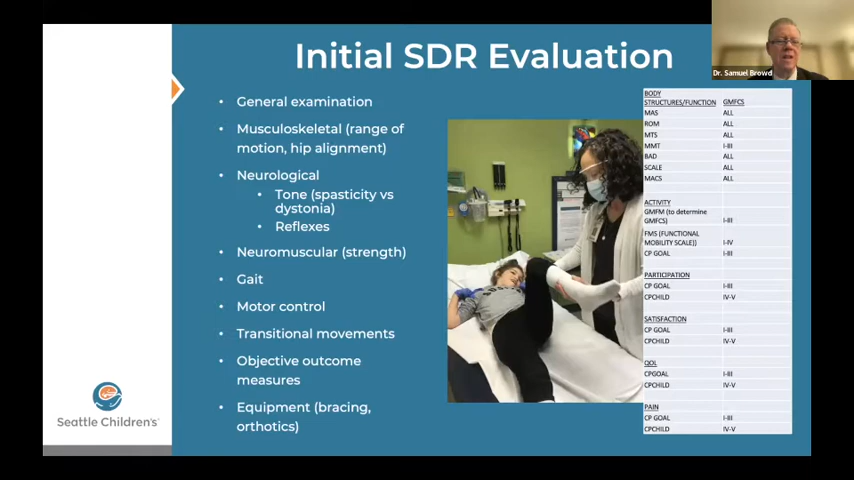 Initial SDR Evaluation
Dr. Samuel Browd
• General examination
• Musculoskeletal (range of
motion, hip alignment)
• Neurological
• Tone (spasticity vs
dystonia)
• Reflexes
• Neuromuscular (strength)
• Gait
• Motor control
• Transitional movements
• Objective outcome
measures
• Equipment (bracing,
orthotics)
BODY
STRUCTURES/FUNCTION GMFCS
MAS ALL
ROM ALL
MTS ALL
MMT I-III
BAD ALL
SCALE ALL
MACS ALL
ACTIVITY
GMFM (to determine
GMFCS) I-III
FMS (FUNCTIONAL
MOBILITY SCALE)) I-IV
CP GOAL I-III
PARTICIPATION
CP GOAL I-III
CPCHILD IV-V
SATISFACTION
CP GOAL I-III
CPCHILD IV-V
QOL
CPGOAL I-III
CPCHILD IV-V
PAIN
CP GOAL I-III
CPCHILD IV-V
Seattle Children's